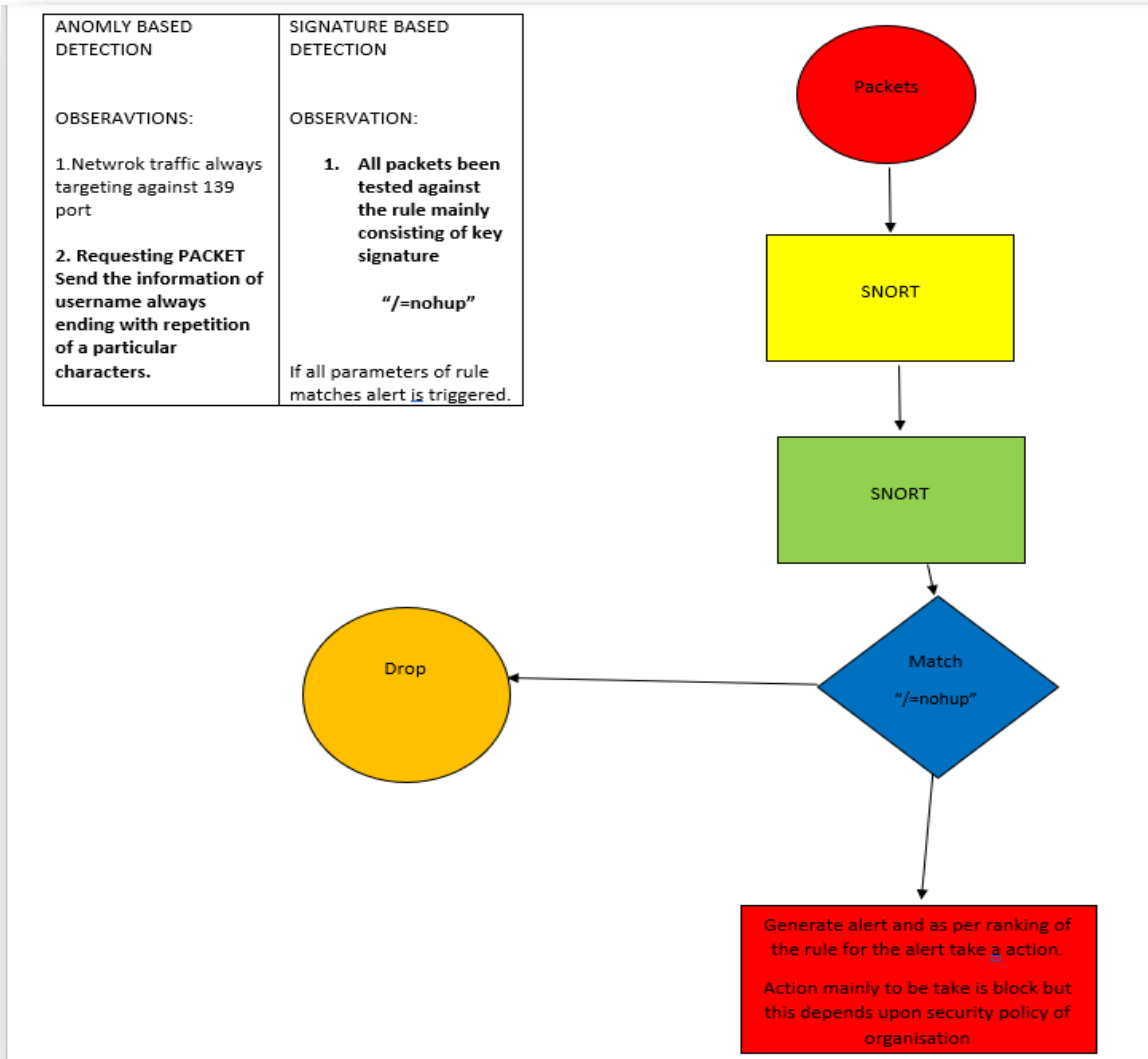 ANOMLY BASED
DETECTION
OBSERAVTIONS:
1.Netwrok traffic always
targeting against 139
port
2. Requesting PACKET
Send the information of
username always
ending with repetition
of a particular
characters.
SIGNATURE BASED
DETECTION
OBSERVATION:
1. All packets been
tested against
the rule mainly
consisting of key
signature
“/=nohup”
If all parameters of rule
matches alert is triggered.
Packets
SNORT
SNORT
Match
“/=nohup”
Drop
Generate alert and as per ranking of
the rule for the alert take a action.
Action mainly to be take is block but
this depends upon security policy of
organisation